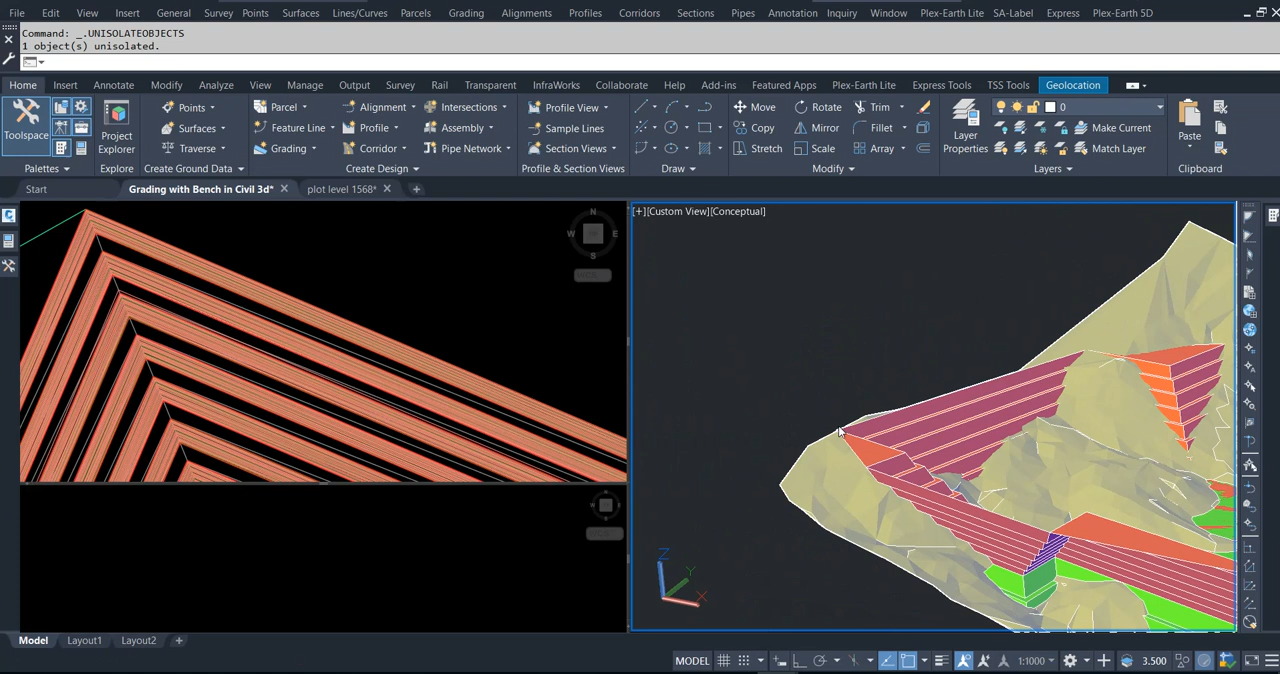 File Edit View Insert General Survey Points Surfaces Lines/Curves Parcels Grading Alignments Profiles Corridors Sections Pipes Annotation Inquiry Window Plex-Earth Lite SA-Label Express Plex-Earth 5D
Command: _.UNISOLATEOBJECTS
1 object(s) unisolated.
Home Insert Annotate Modify Analyze View Manage Output Survey Rail Transparent InfraWorks Collaborate Help Add-ins Featured Apps Plex-Earth Lite Express Tools TSS Tools Geolocation
Points Parcel Alignment Intersections Profile View Move Rotate Trim 0
Toolspace Project Explorer Surfaces Feature Line Profile Assembly Sample Lines Copy Mirror Fillet Layer Properties Make Current Paste
Traverse Grading Corridor Pipe Network Section Views Stretch Scale Array Match Layer
Palettes Explore Create Ground Data Create Design Profile & Section Views Draw Modify Layers Clipboard
Start Grading with Bench in Civil 3d* plot level 1568*
[+][Custom View][Conceptual]
N
W E
S
Z
Y
X
Model Layout1 Layout2
MODEL 1:1000 3.500